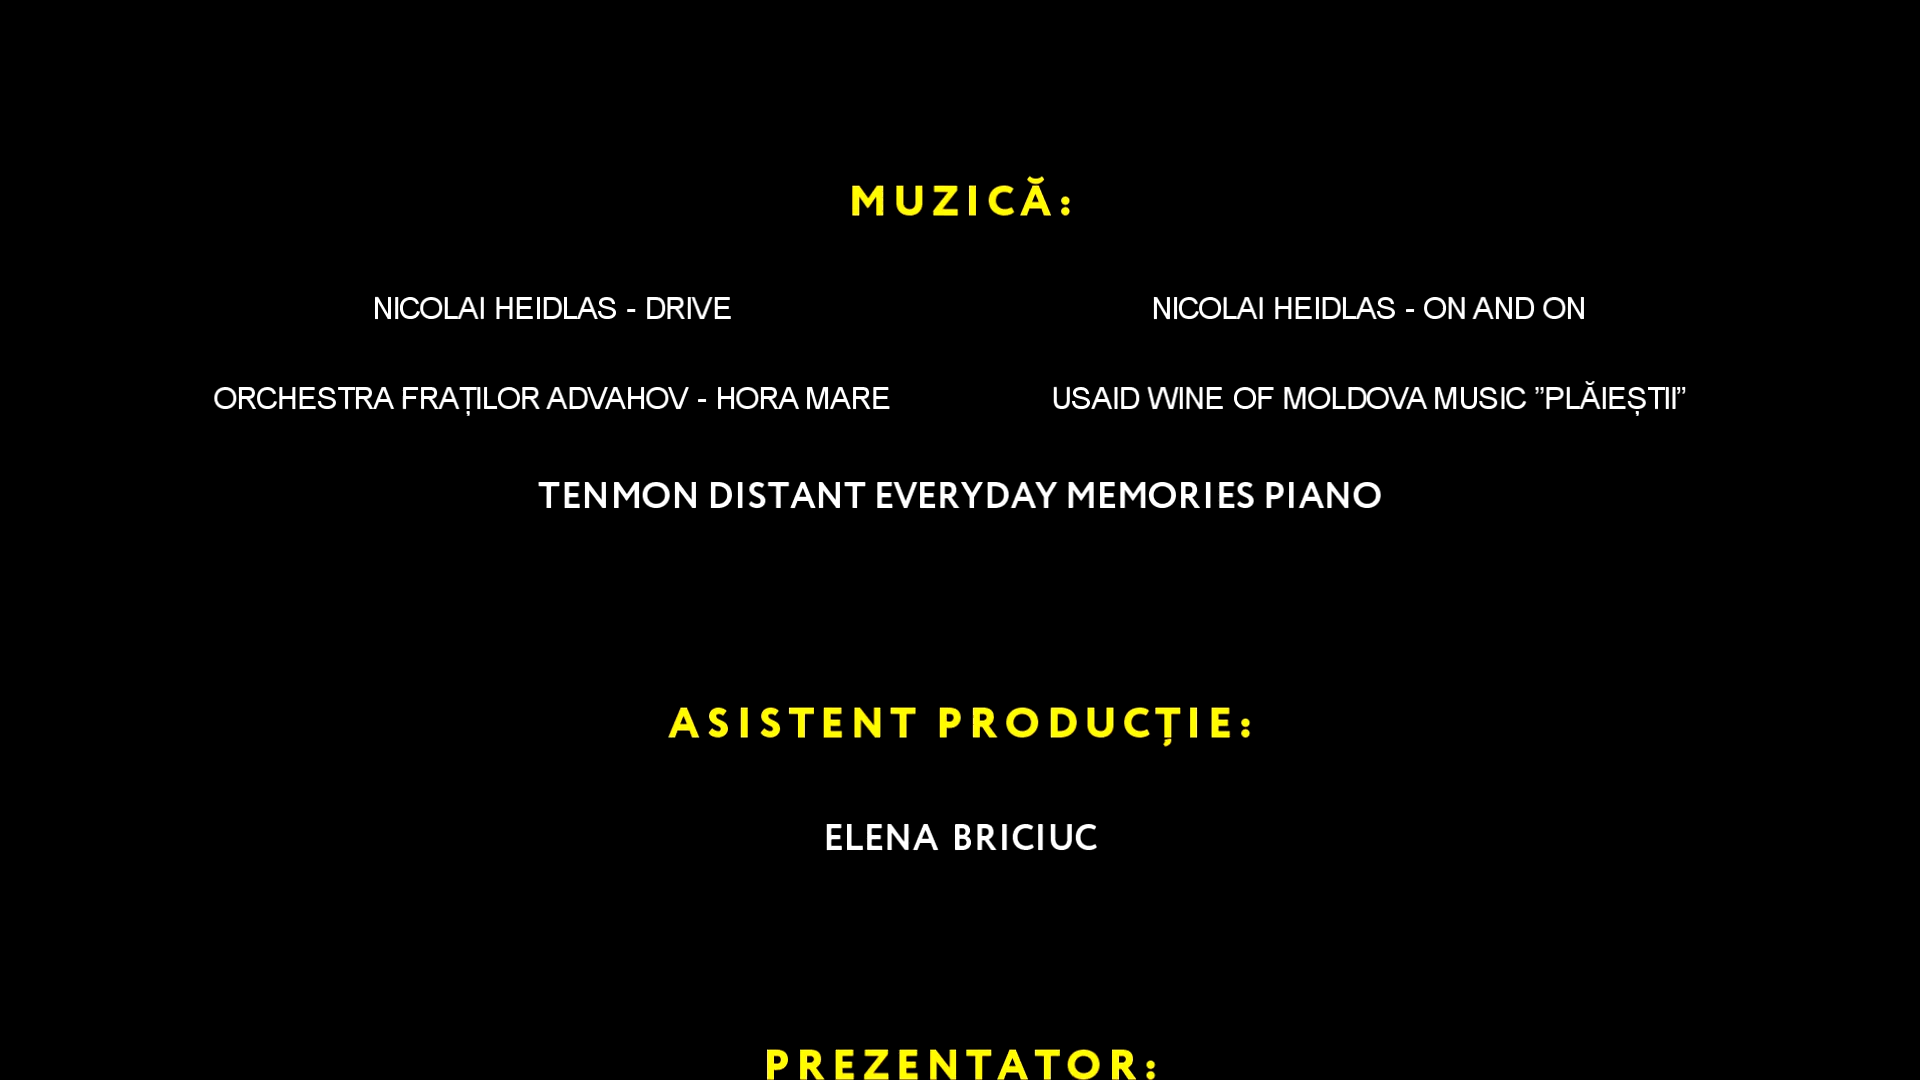 MUZICĂ:
NICOLAI HEIDLAS - DRIVE
NICOLAI HEIDLAS - ON AND ON
ORCHESTRA FRAȚILOR ADVAHOV - HORA MARE
USAID WINE OF MOLDOVA MUSIC ”PLĂIEȘTII”
TENMON DISTANT EVERYDAY MEMORIES PIANO
ASISTENT PRODUCȚIE:
ELENA BRICIUC
PREZENTATOR: